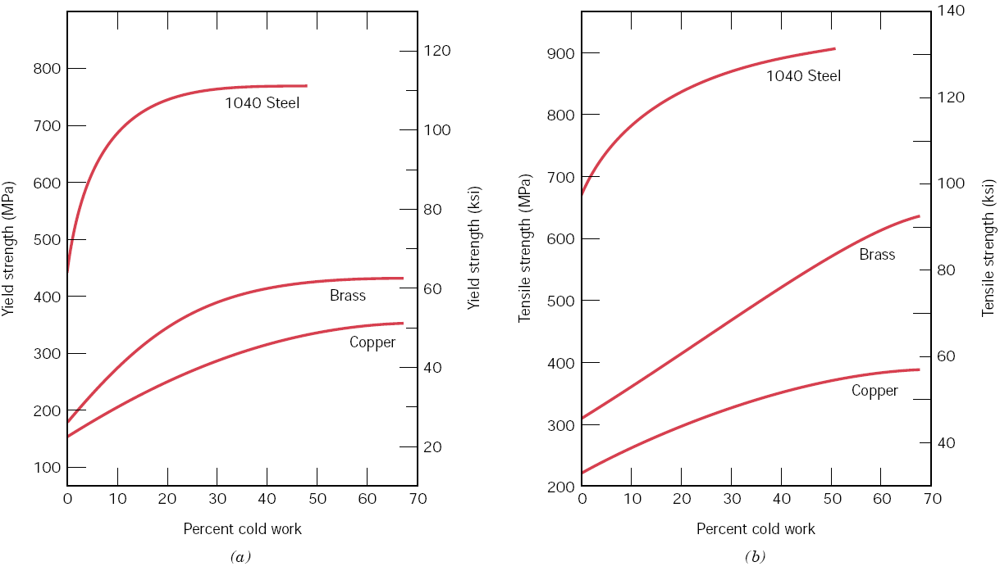 Yield strength (MPa)
800
700
600
500
400
300
200
100
1040 Steel
Brass
Copper
120
100
80
60
40
20
Yield strength (ksi)
0 10 20 30 40 50 60 70
Percent cold work
(a)
Tensile strength (MPa)
900
800
700
600
500
400
300
200
1040 Steel
Brass
Copper
140
120
100
80
60
40
Tensile strength (ksi)
0 10 20 30 40 50 60 70
Percent cold work
(b)